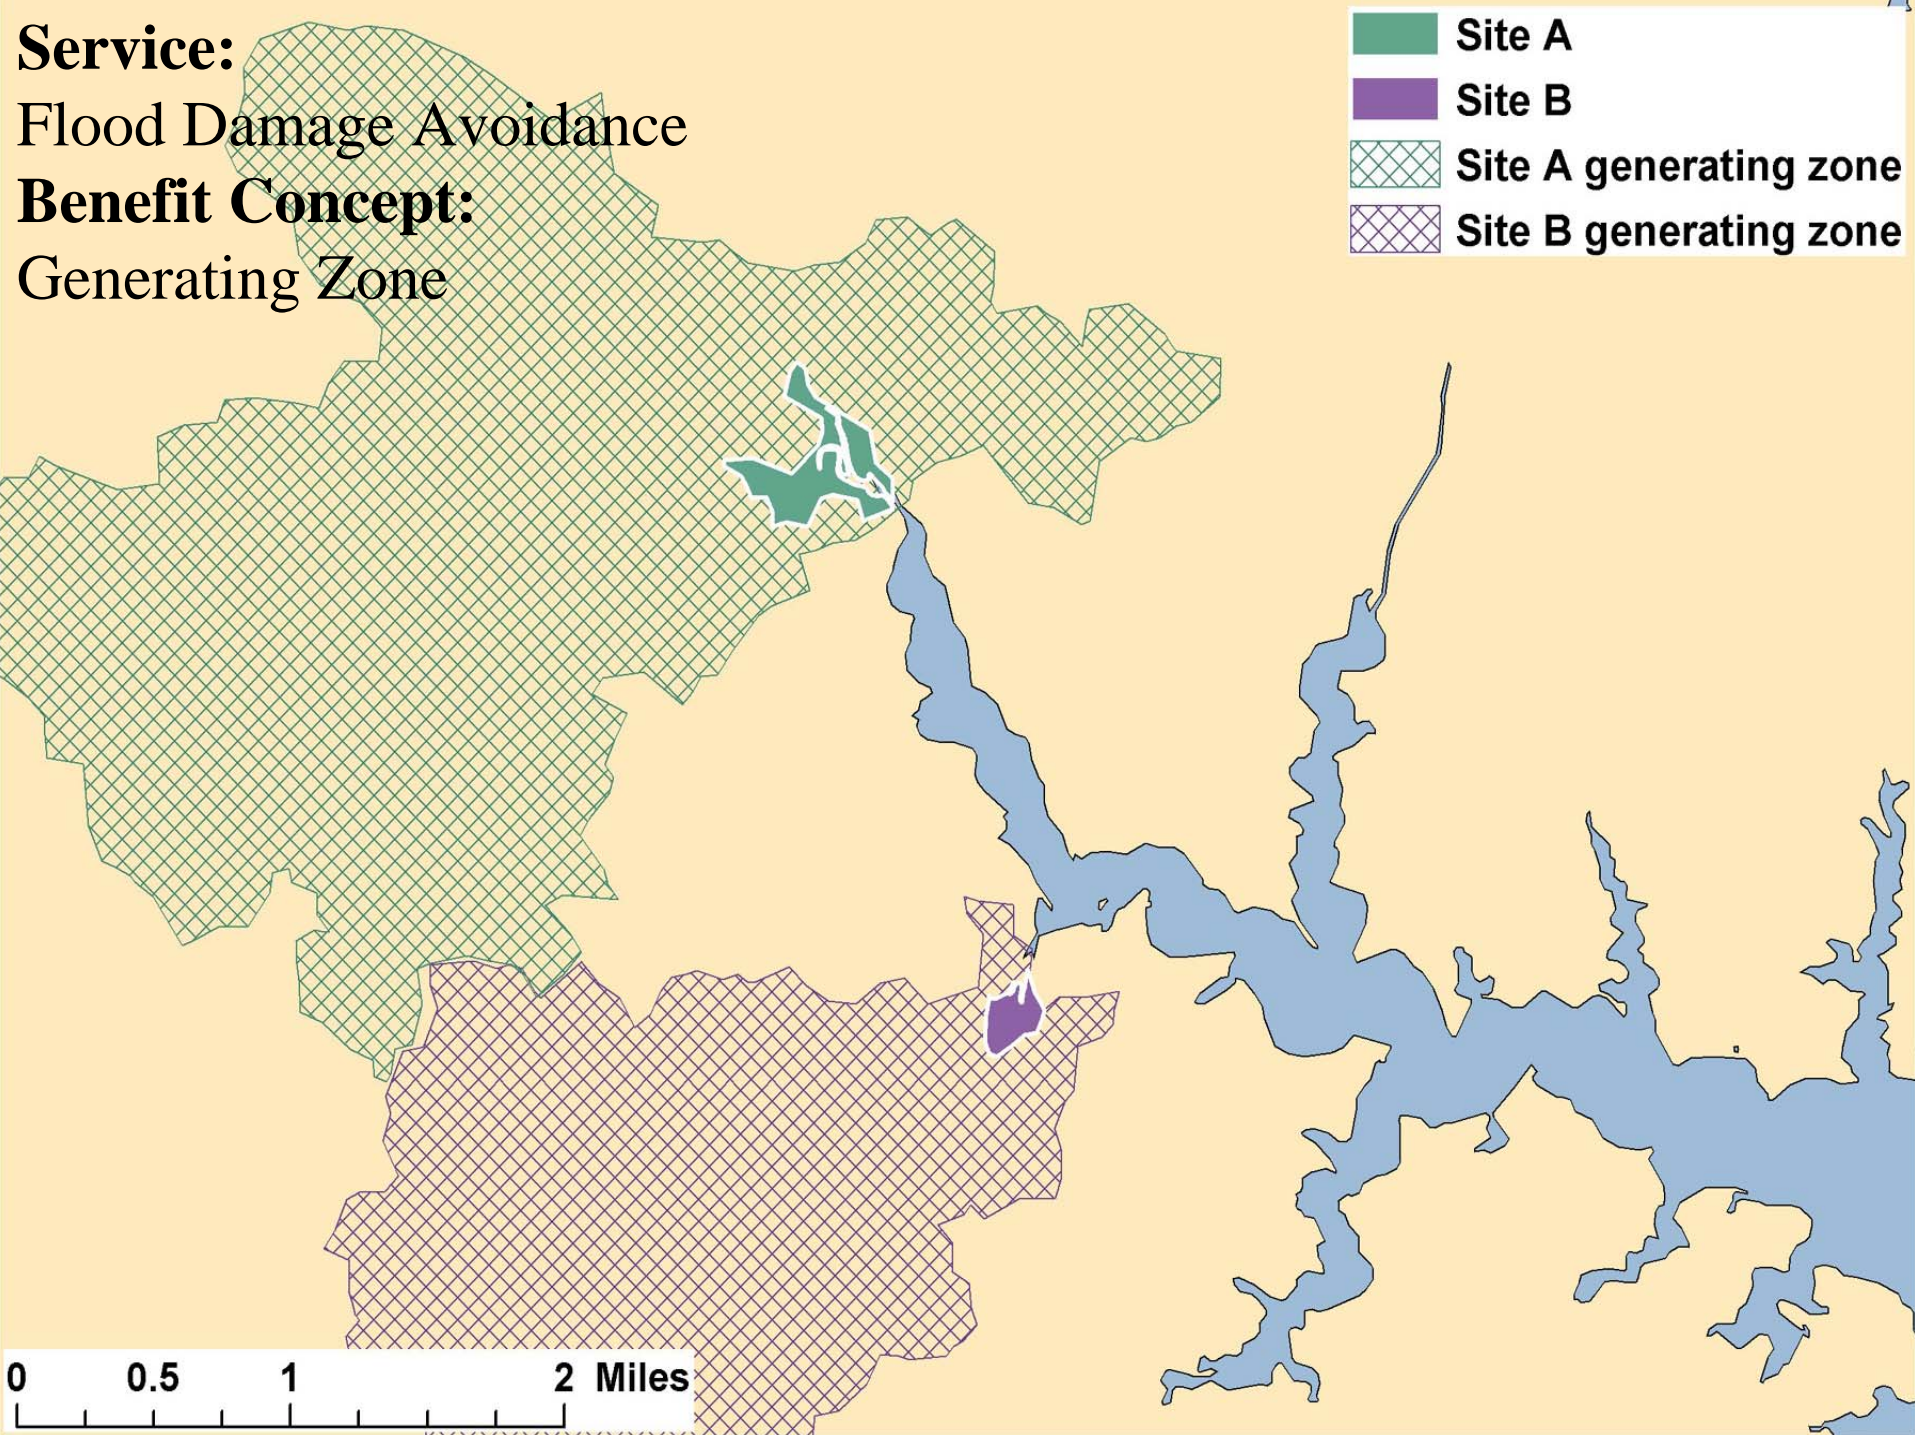 Service:
Flood Damage Avoidance
Benefit Concept:
Generating Zone
Site A
Site B
Site A generating zone
Site B generating zone
0 0.5 1 2 Miles